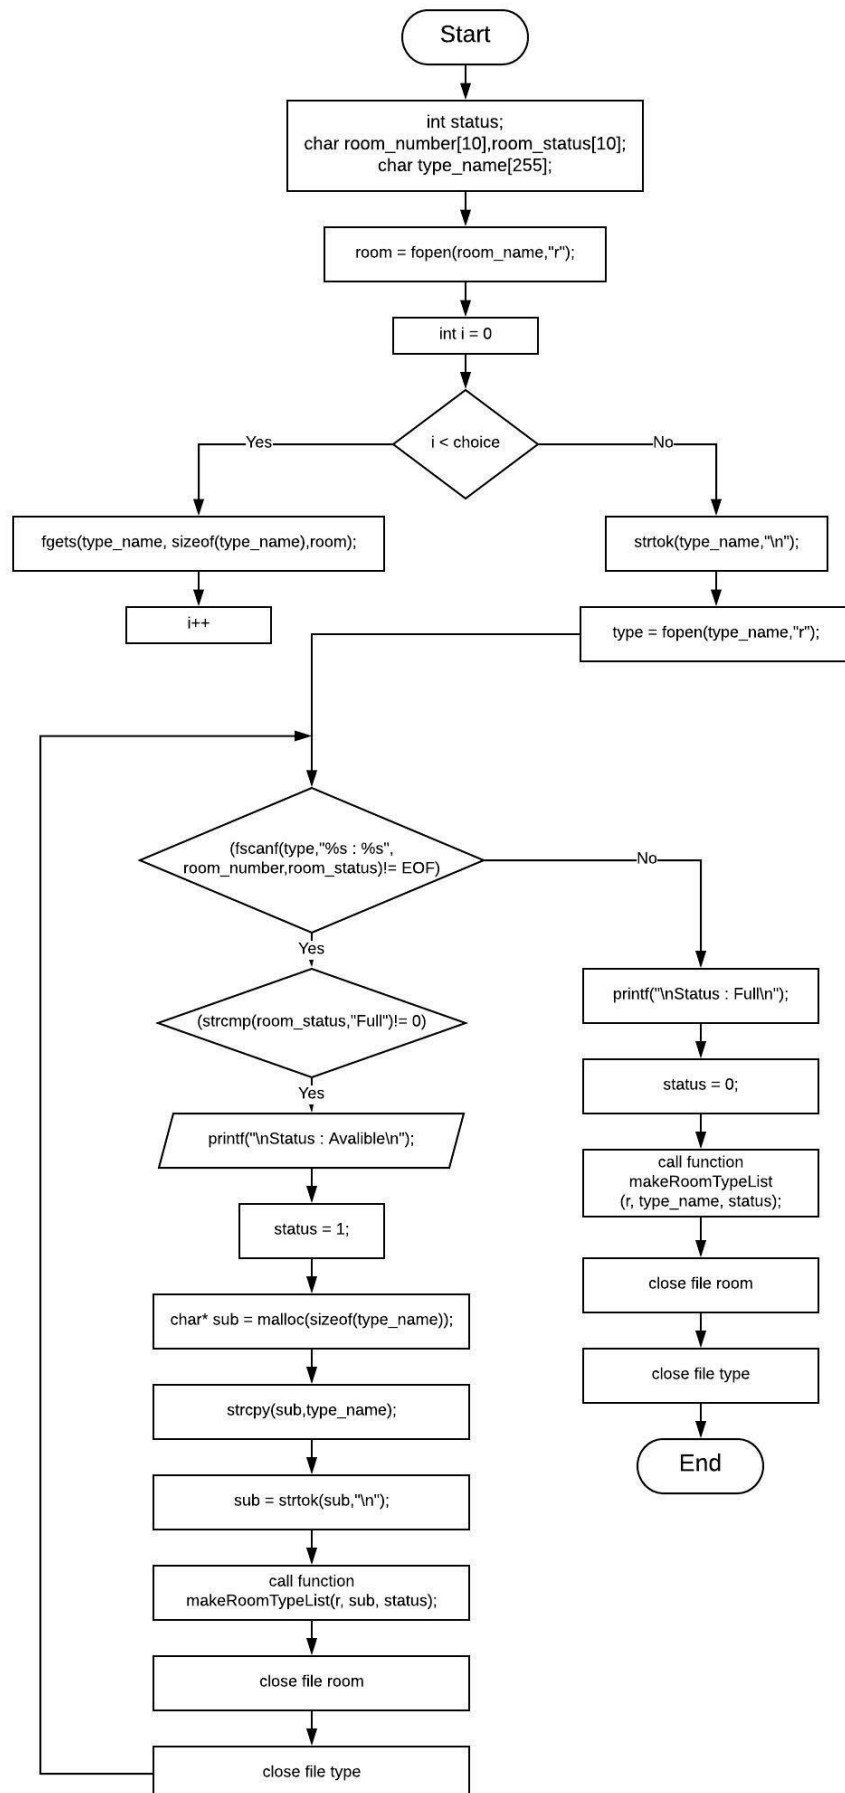 Start
int status;
char room_number[10],room_status[10];
char type_name[255];
room = fopen(room_name,"r");
int i = 0
i < choice
Yes
No
fgets(type_name, sizeof(type_name),room);
strtok(type_name,"\n");
i++
type = fopen(type_name,"r");
(fscanf(type,"%s : %s",
room_number,room_status)!= EOF)
No
Yes
(strcmp(room_status,"Full")!= 0)
Yes
printf("\nStatus : Avalible\n");
status = 1;
char* sub = malloc(sizeof(type_name));
strcpy(sub,type_name);
sub = strtok(sub,"\n");
call function
makeRoomTypeList(r, sub, status);
close file room
close file type
printf("\nStatus : Full\n");
status = 0;
call function
makeRoomTypeList
(r, type_name, status);
close file room
close file type
End